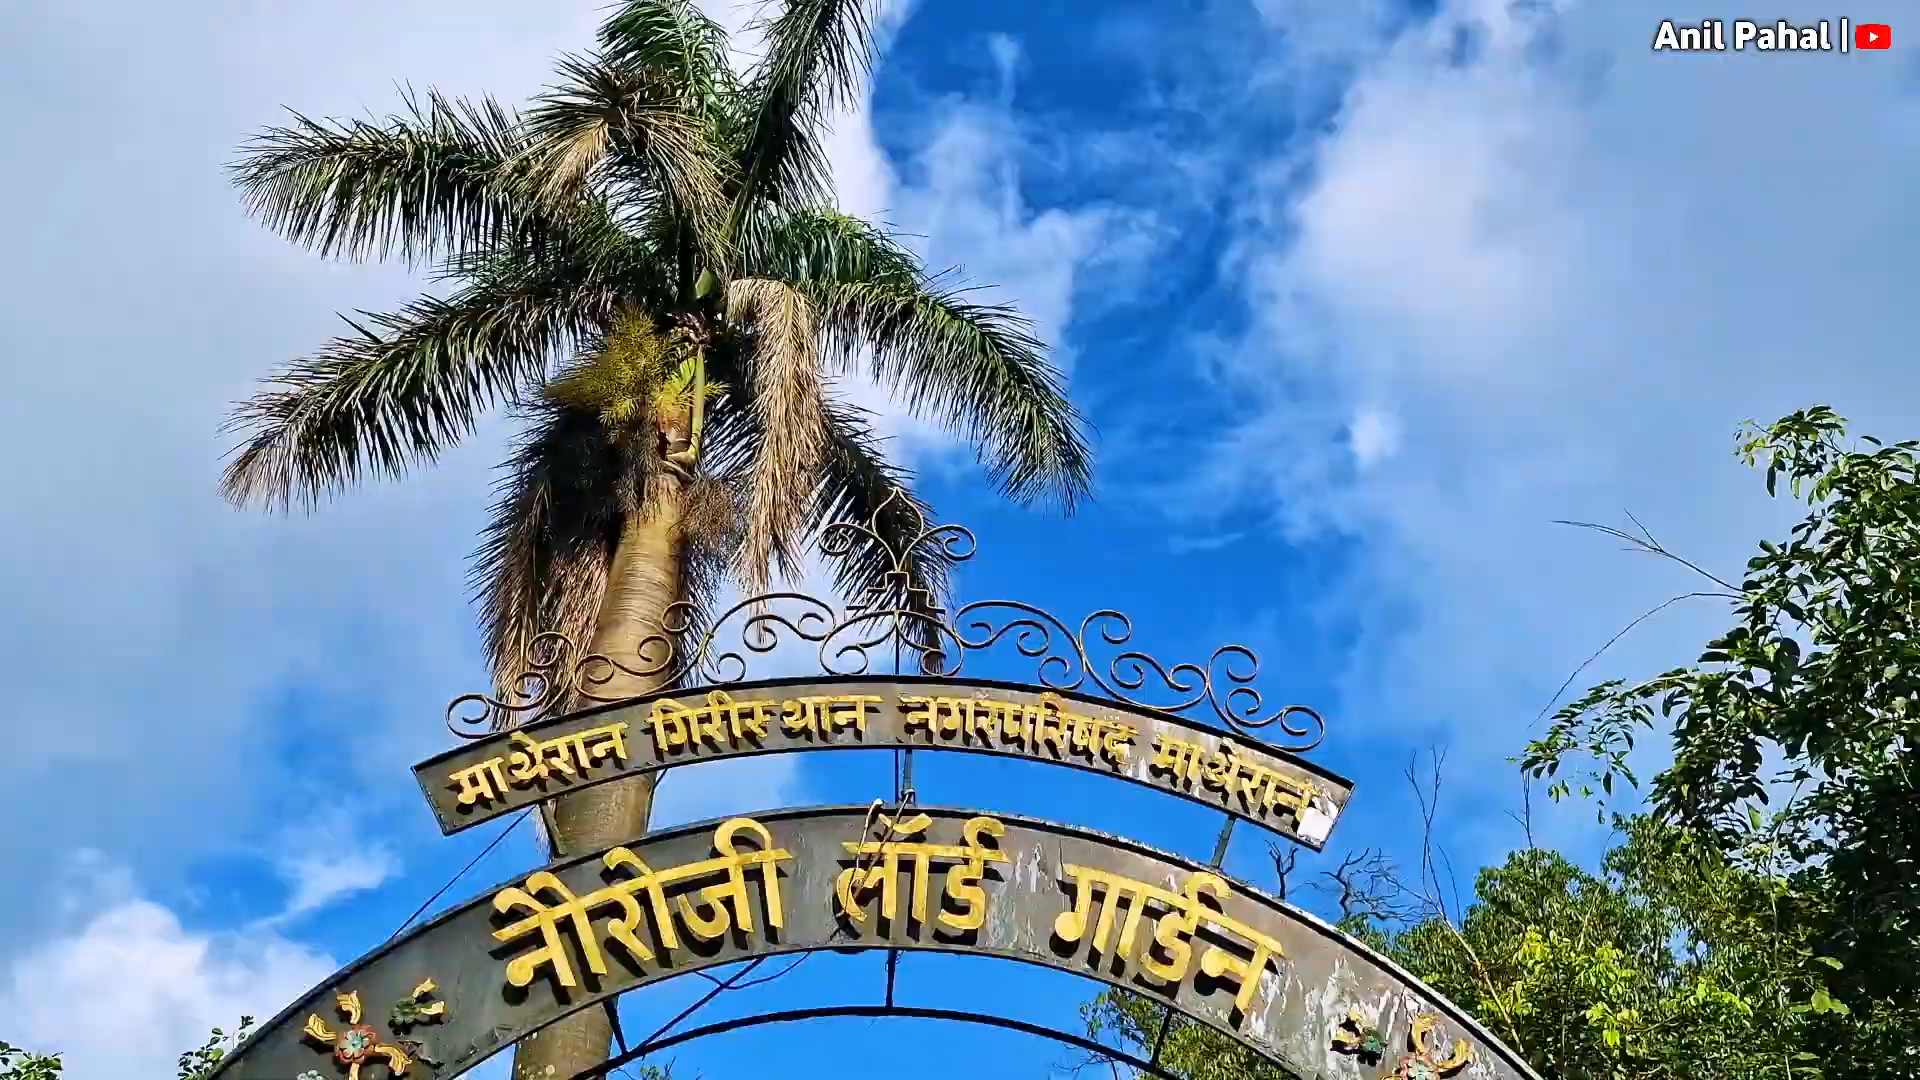 Anil Pahal |
माथेरान गिरीस्थान नगरपरिषद माथेरान
नौरोजी लॉर्ड गार्डन